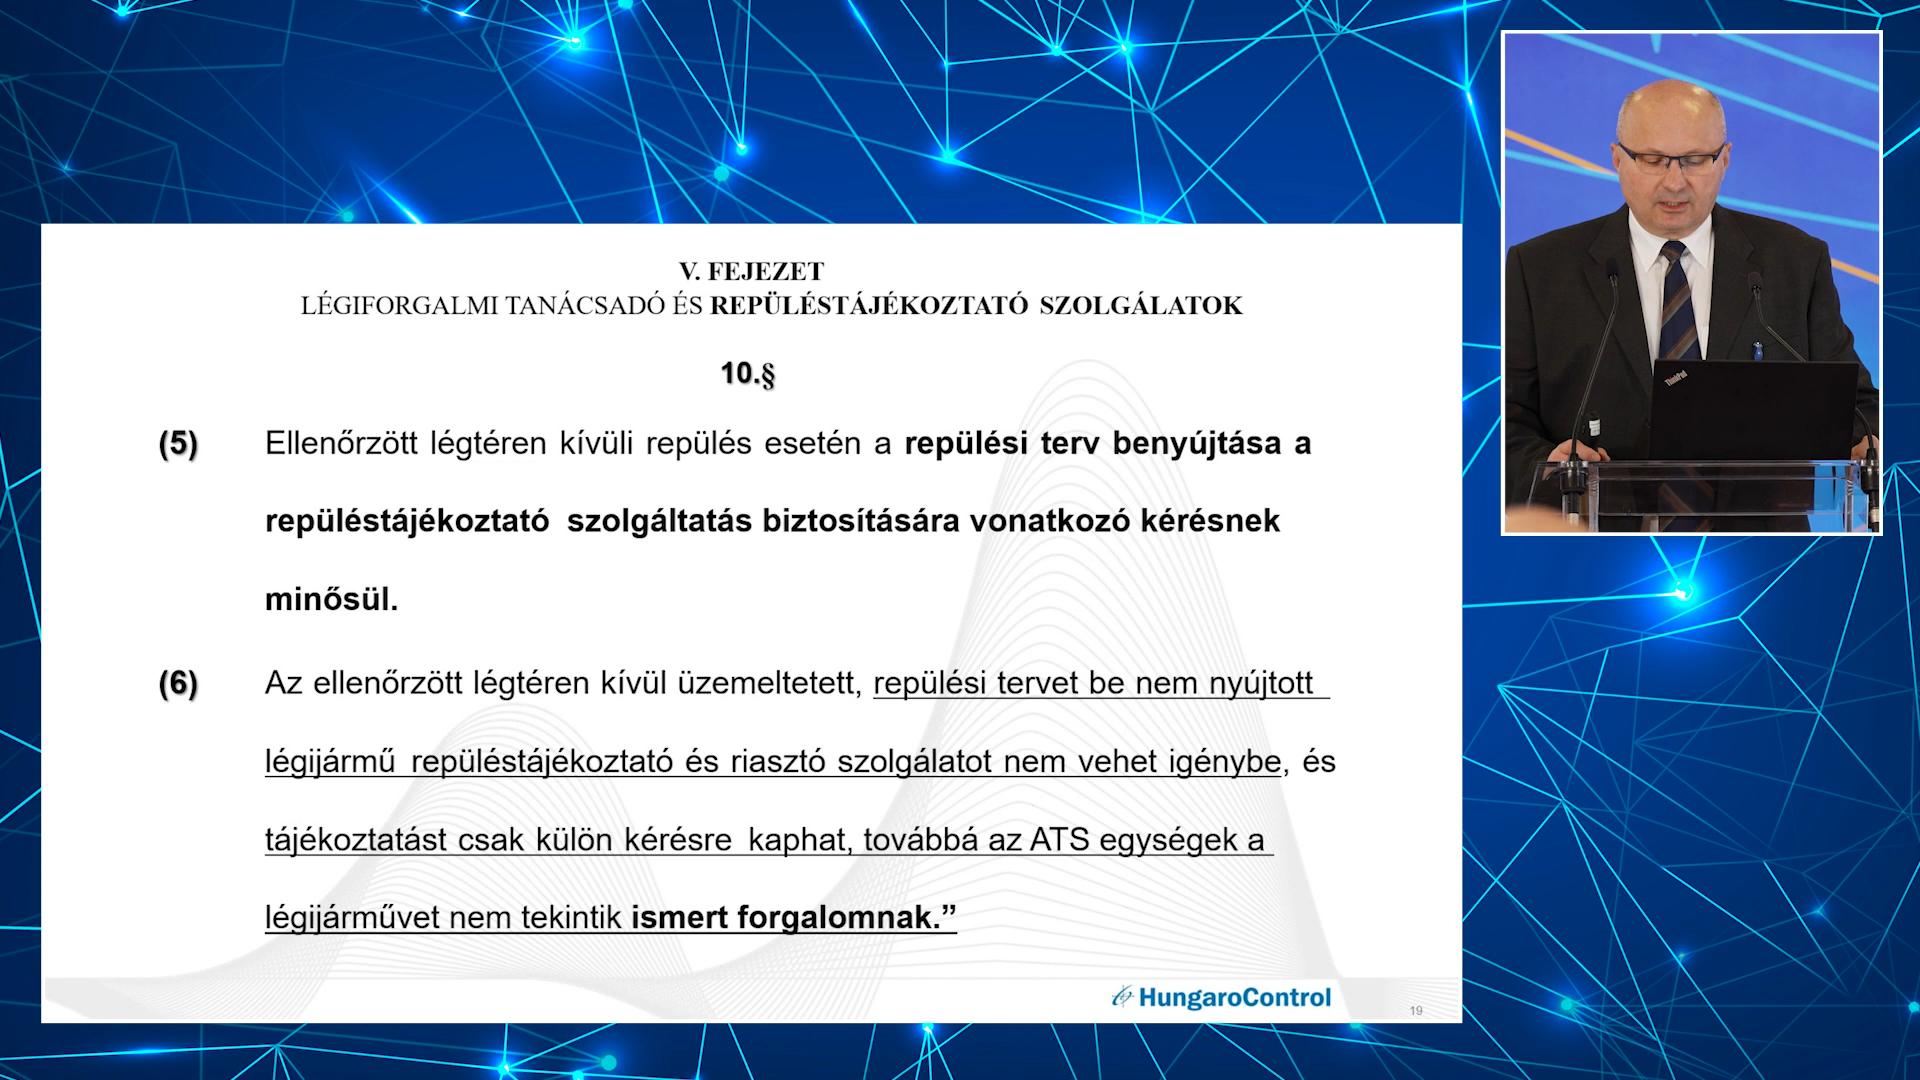 V. FEJEZET
LÉGIFORGALMI TANÁCSADÓ ÉS REPÜLÉSTÁJÉKOZTATÓ SZOLGÁLATOK
10.§
(5) Ellenőrzött légtéren kívüli repülés esetén a repülési terv benyújtása a
repüléstájékoztató szolgáltatás biztosítására vonatkozó kérésnek
minősül.
(6) Az ellenőrzött légtéren kívül üzemeltetett, repülési tervet be nem nyújtott
légijármű repüléstájékoztató és riasztó szolgálatot nem vehet igénybe, és
tájékoztatást csak külön kérésre kaphat, továbbá az ATS egységek a
légijárművet nem tekintik ismert forgalomnak.”
HungaroControl
19
ThinkPad